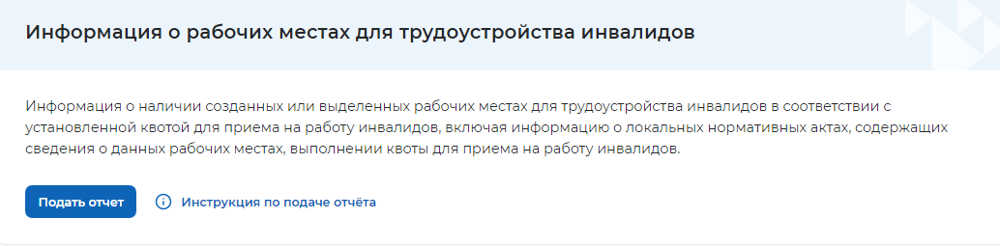 Информация о рабочих местах для трудоустройства инвалидов
Информация о наличии созданных или выделенных рабочих местах для трудоустройства инвалидов в соответствии с
установленной квотой для приема на работу инвалидов, включая информацию о локальных нормативных актах, содержащих
сведения о данных рабочих местах, выполнении квоты для приема на работу инвалидов.
Подать отчет
Инструкция по подаче отчёта